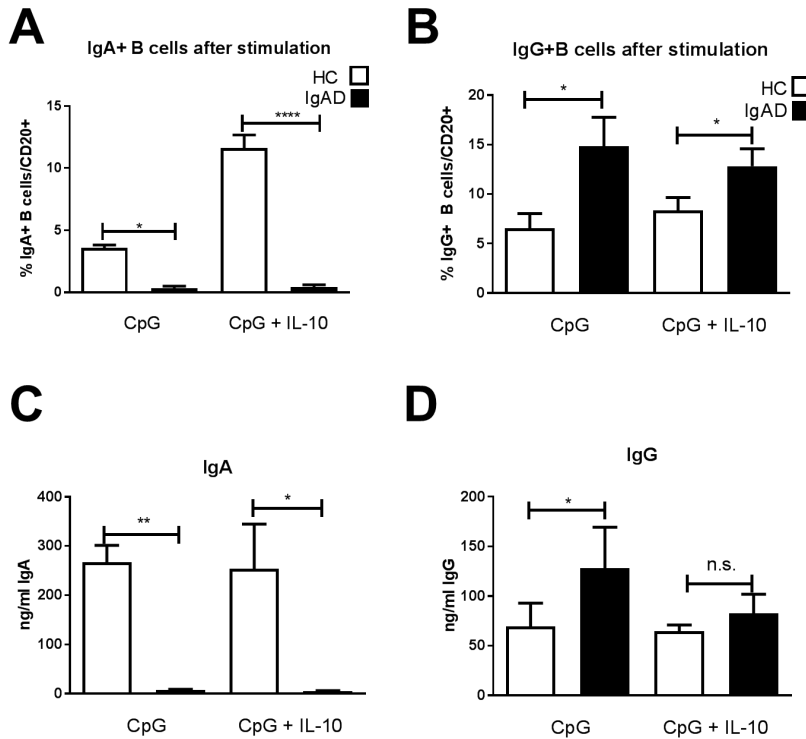 A
IgA+ B cells after stimulation
HC
IgAD
% IgA+ B cells/CD20+
15
10
5
0
****
*
CpG
CpG + IL-10
B
IgG+B cells after stimulation
HC
IgAD
% IgG+ B cells/CD20+
20
15
10
5
0
*
*
CpG
CpG + IL-10
C
IgA
ng/ml IgA
400
300
200
100
0
**
*
CpG
CpG + IL-10
D
IgG
ng/ml IgG
200
150
100
50
0
*
n.s.
CpG
CpG + IL-10